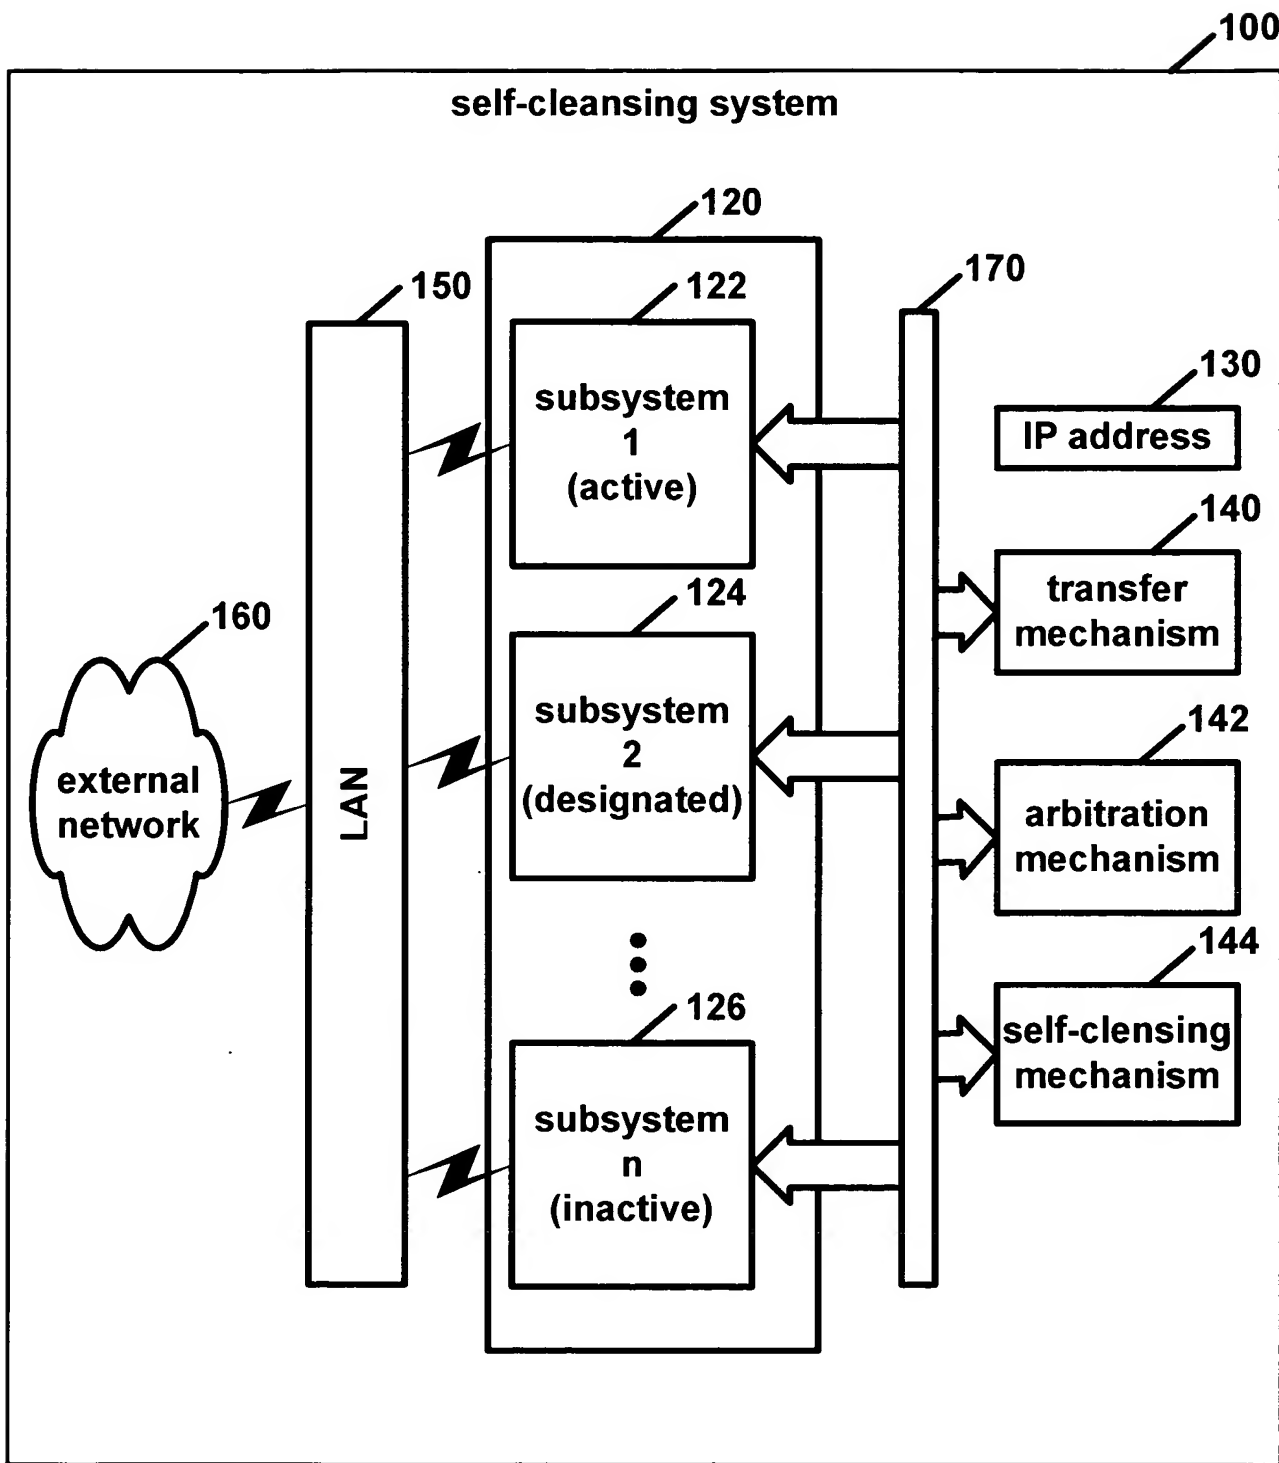 100
self-cleansing system
120
170
150
122
130
subsystem
1
(active)
IP address
140
transfer
mechanism
124
160
subsystem
2
(designated)
142
external
network
LAN
arbitration
mechanism
144
126
self-clensing
mechanism
subsystem
n
(inactive)